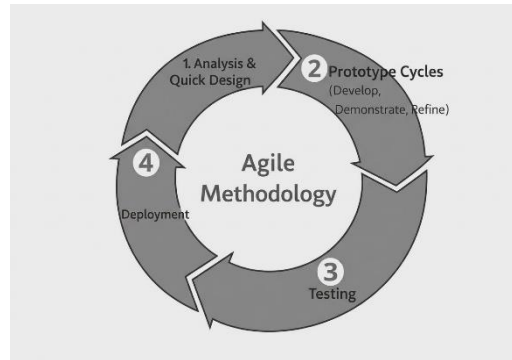 1. Analysis &
Quick Design
2 Prototype Cycles
(Develop,
Demonstrate, Refine)
3
Testing
4
Deployment
Agile
Methodology